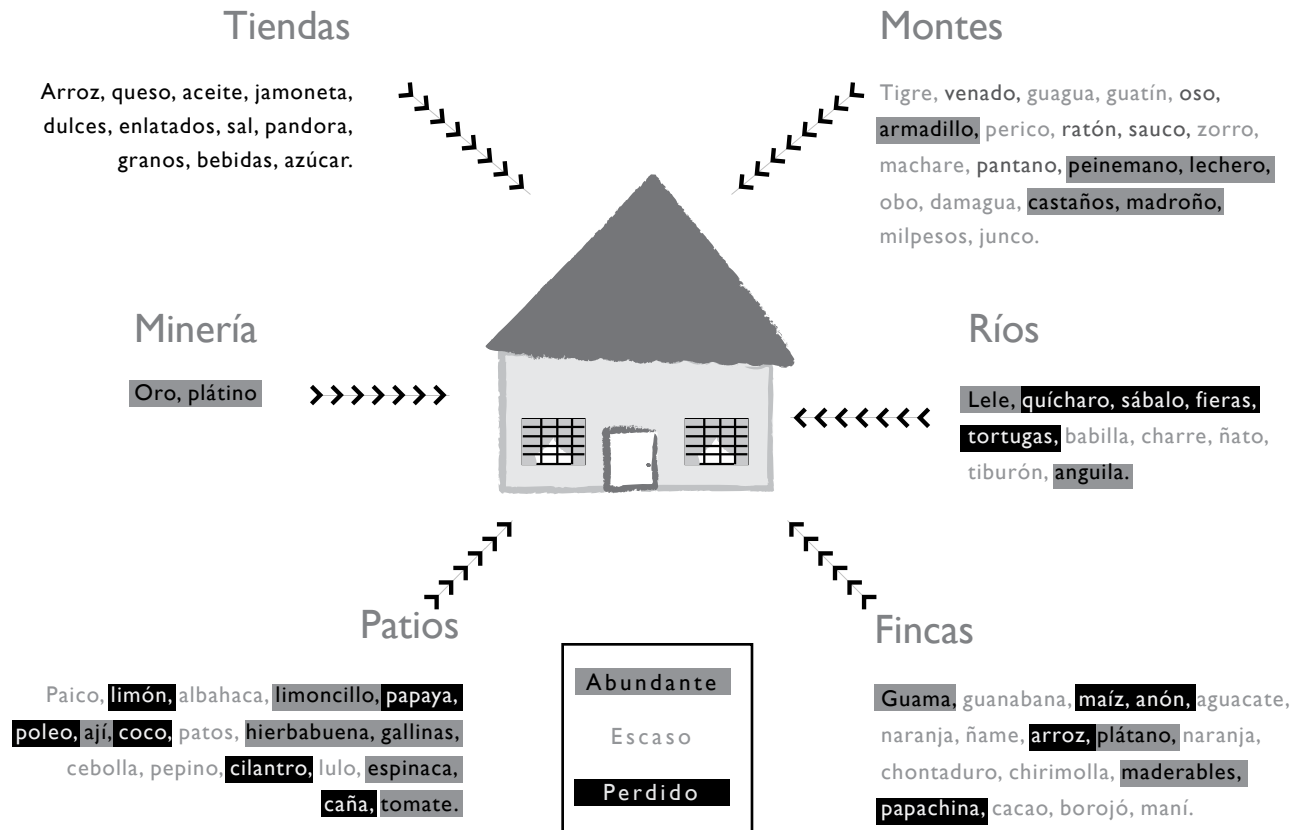 Tiendas
Arroz, queso, aceite, jamoneta,
dulces, enlatados, sal, pandora,
granos, bebidas, azúcar.
Montes
Tigre, venado, guagua, guatín, oso,
armadillo, perico, ratón, sauco, zorro,
machare, pantano, peinemano, lechero,
obo, damagua, castaños, madroño,
milpesos, junco.
Minería
Oro, plátino
Ríos
Lele, quícharo, sábalo, fieras,
tortugas, babilla, charre, ñato,
tiburón, anguila.
Patios
Paico, limón, albahaca, limoncillo, papaya,
poleo, ají, coco, patos, hierbabuena, gallinas,
cebolla, pepino, cilantro, lulo, espinaca,
caña, tomate.
Abundante
Escaso
Perdido
Fincas
Guama, guanabana, maíz, anón, aguacate,
naranja, ñame, arroz, plátano, naranja,
chontaduro, chirimolla, maderables,
papachina, cacao, borojó, maní.